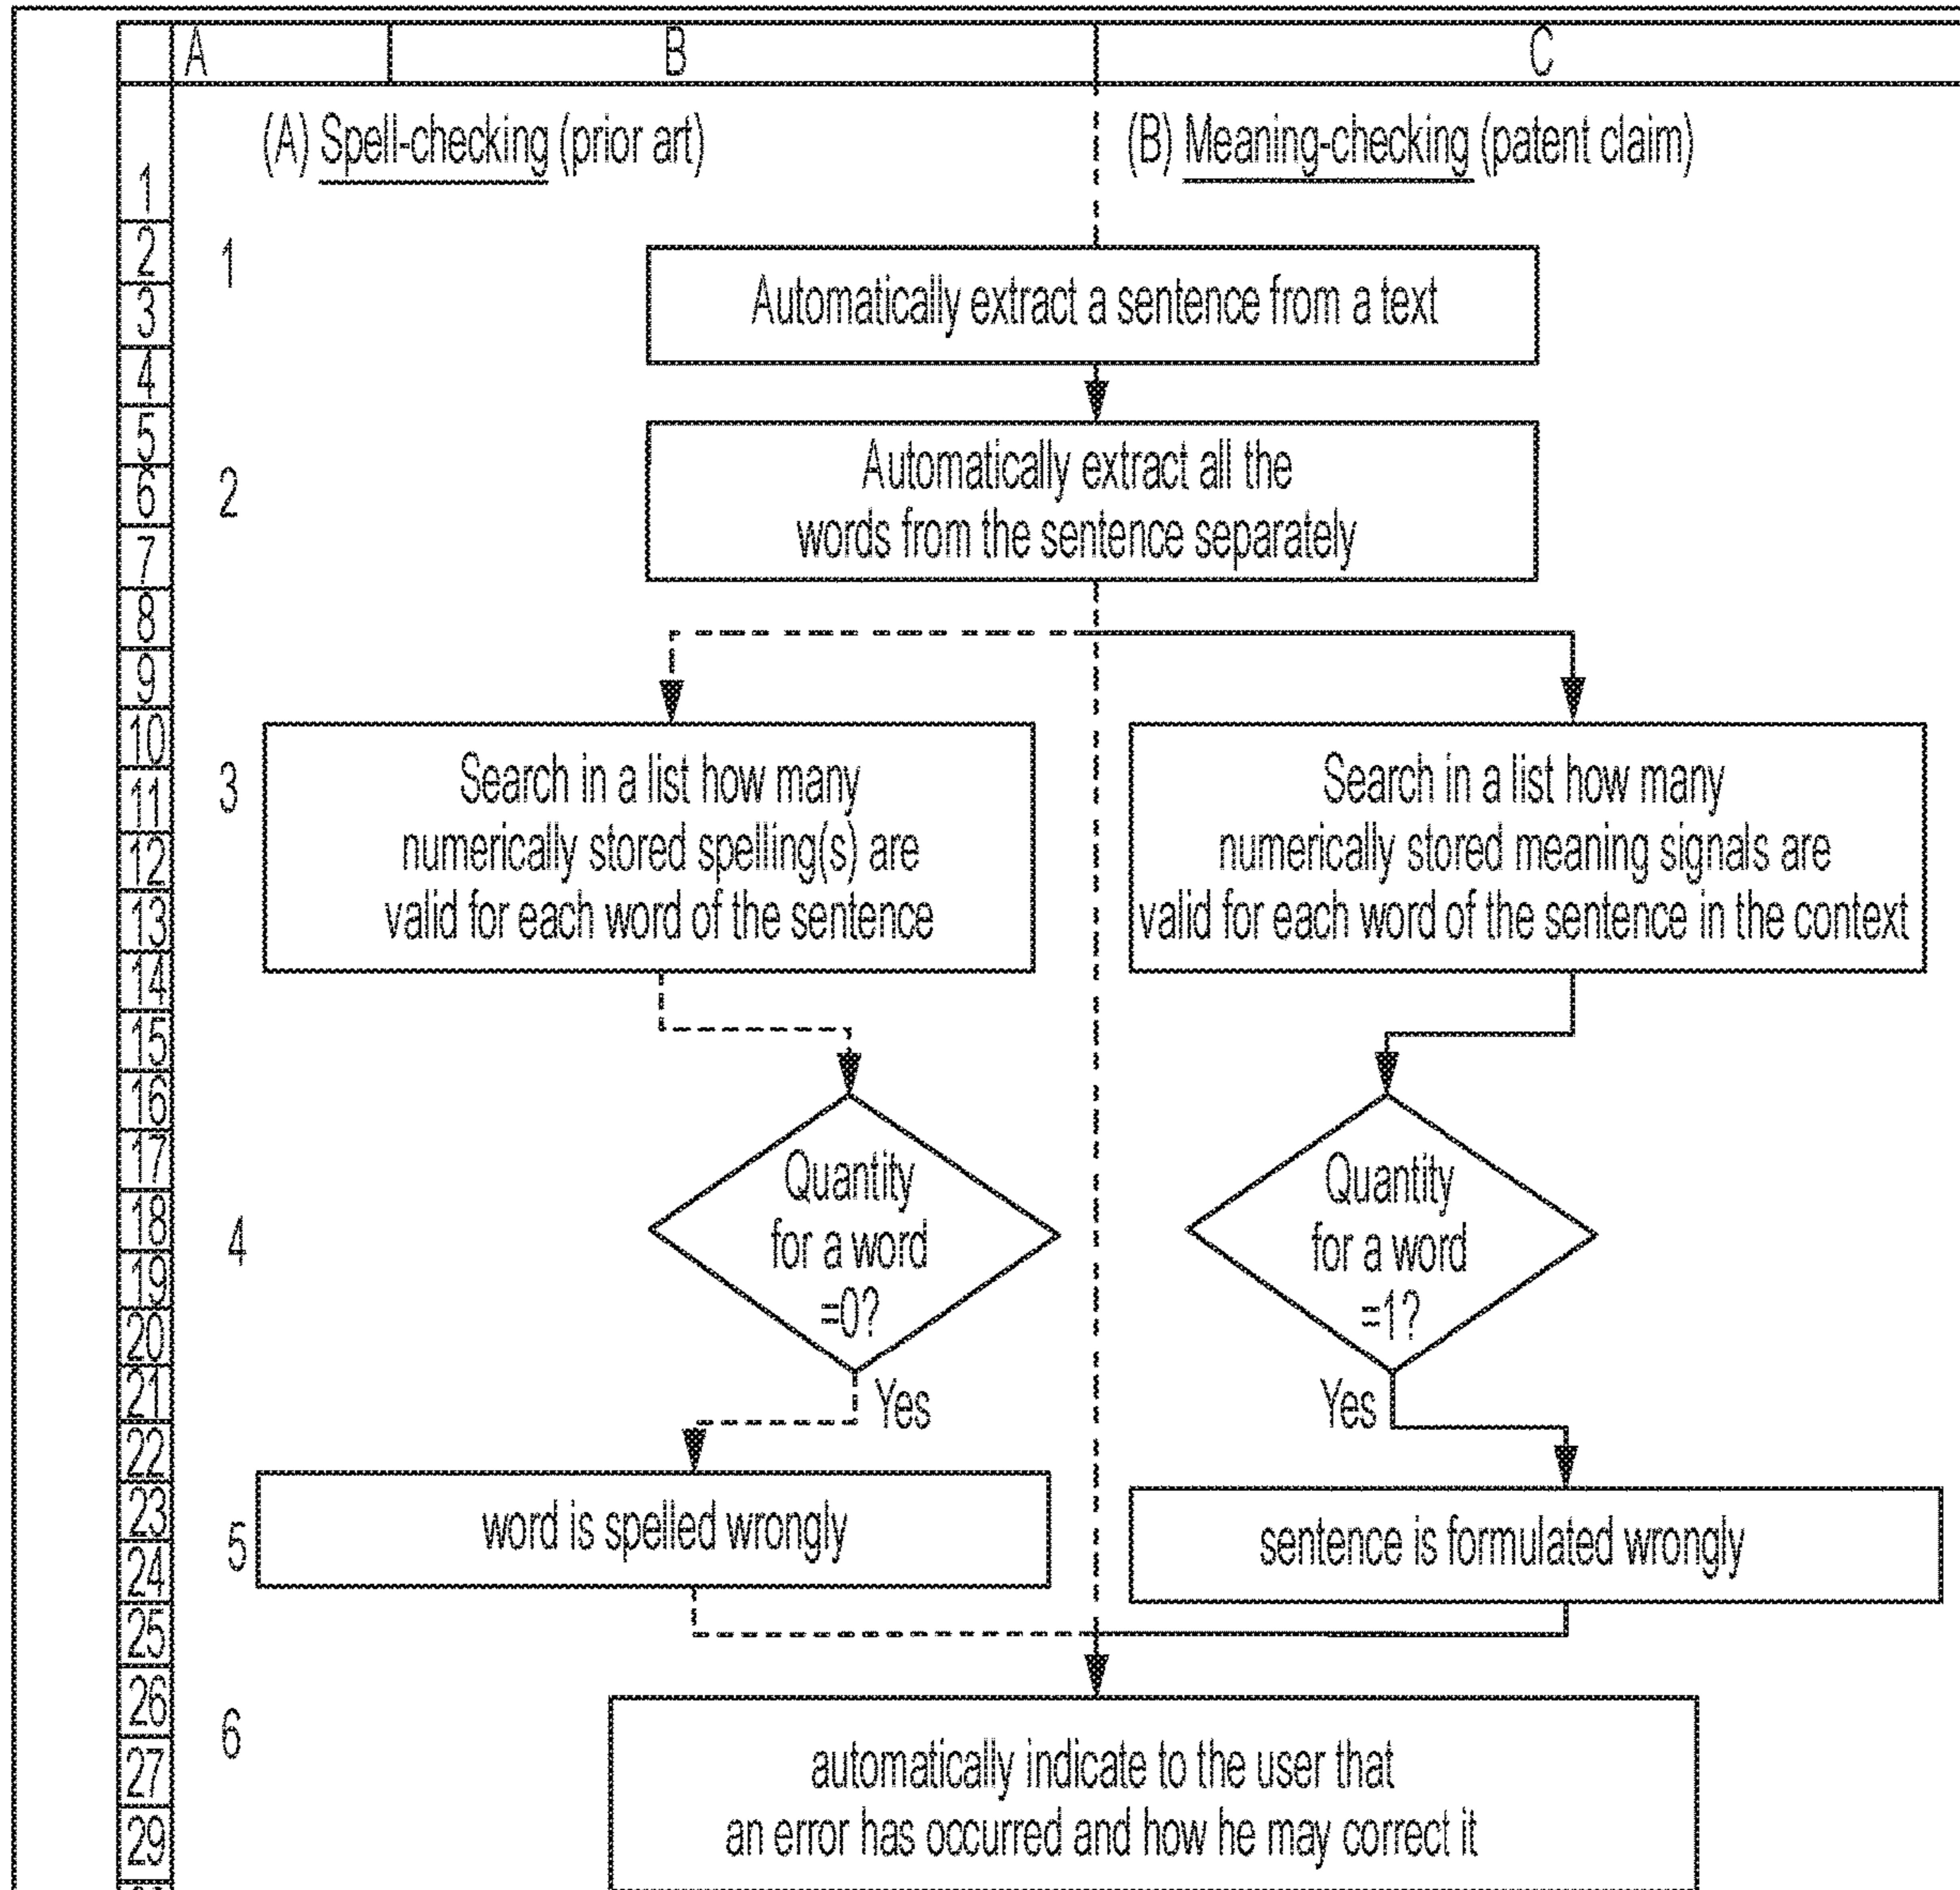 A B C
(A) Spell-checking (prior art)
(B) Meaning-checking (patent claim)
1
2
3
4
5
6
7
8
9
10
11
12
13
14
15
16
17
18
19
20
21
22
23
24
25
26
27
29
1
Automatically extract a sentence from a text
2
Automatically extract all the
words from the sentence separately
3
Search in a list how many
numerically stored spelling(s) are
valid for each word of the sentence
Search in a list how many
numerically stored meaning signals are
valid for each word of the sentence in the context
4
Quantity
for a word
=0?
Quantity
for a word
=1?
Yes
Yes
5
word is spelled wrongly
sentence is formulated wrongly
6
automatically indicate to the user that
an error has occurred and how he may correct it